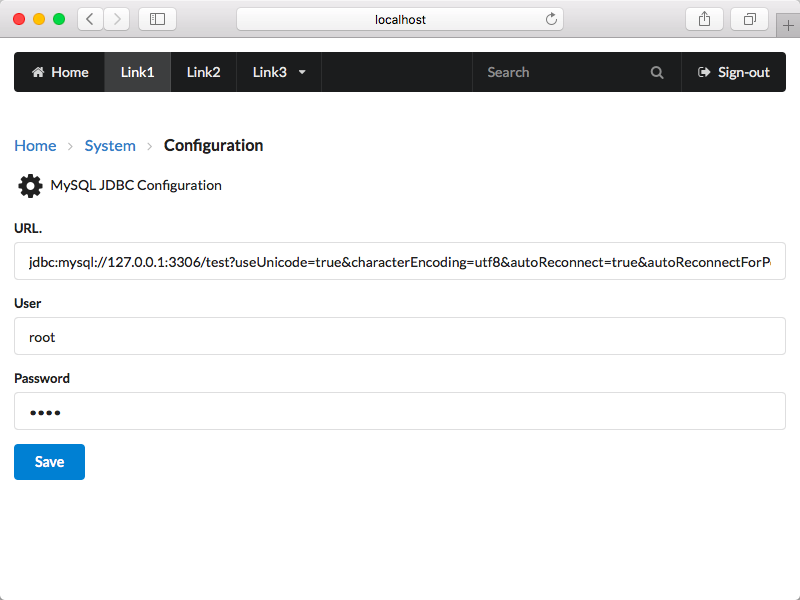 localhost
Home Link1 Link2 Link3 Search Sign-out
Home System Configuration
MySQL JDBC Configuration
URL.
jdbc:mysql://127.0.0.1:3306/test?useUnicode=true&characterEncoding=utf8&autoReconnect=true&autoReconnectForP
User
root
Password
••••
Save